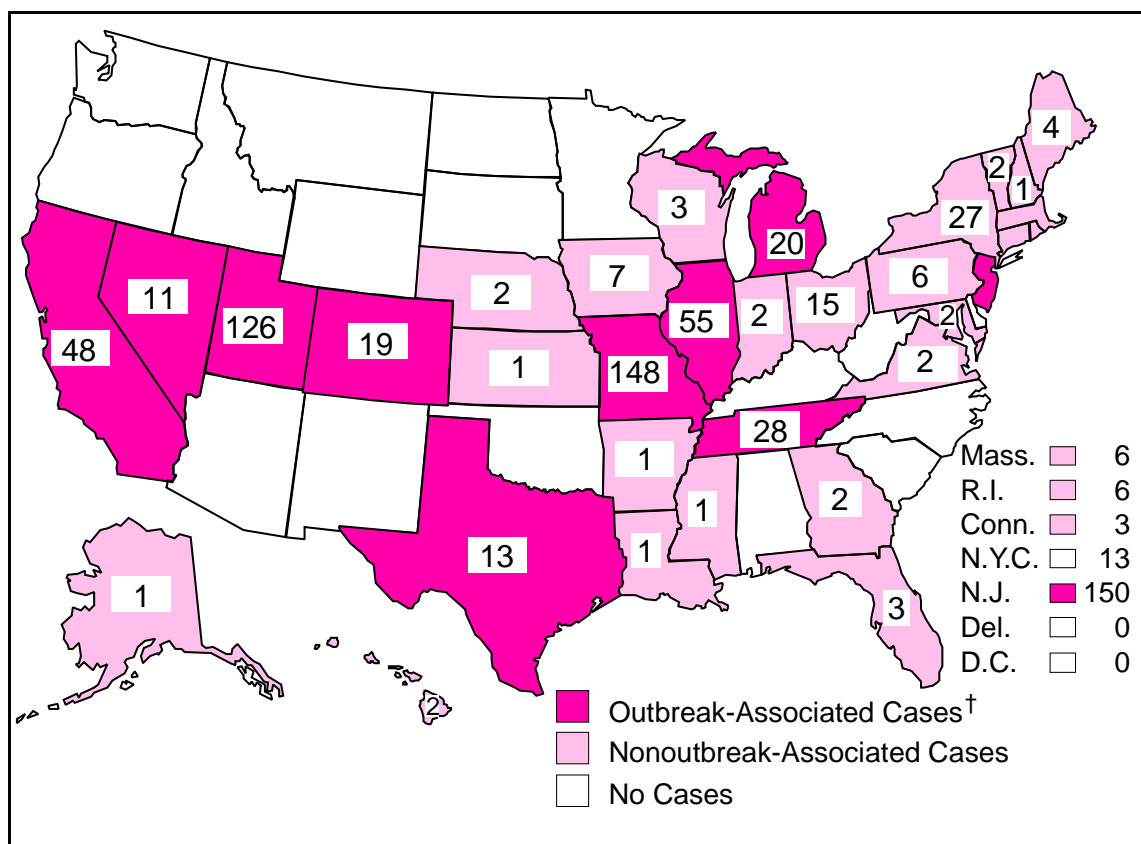 4
2
1
3
27
20
7
6
2
11
126
19
55
2
15
2
48
1
148
2
28
1
2
1
13
1
3
1
2
Mass. 6
R.I. 6
Conn. 3
N.Y.C. 13
N.J. 150
Del. 0
D.C. 0
Outbreak-Associated Cases†
Nonoutbreak-Associated Cases
No Cases